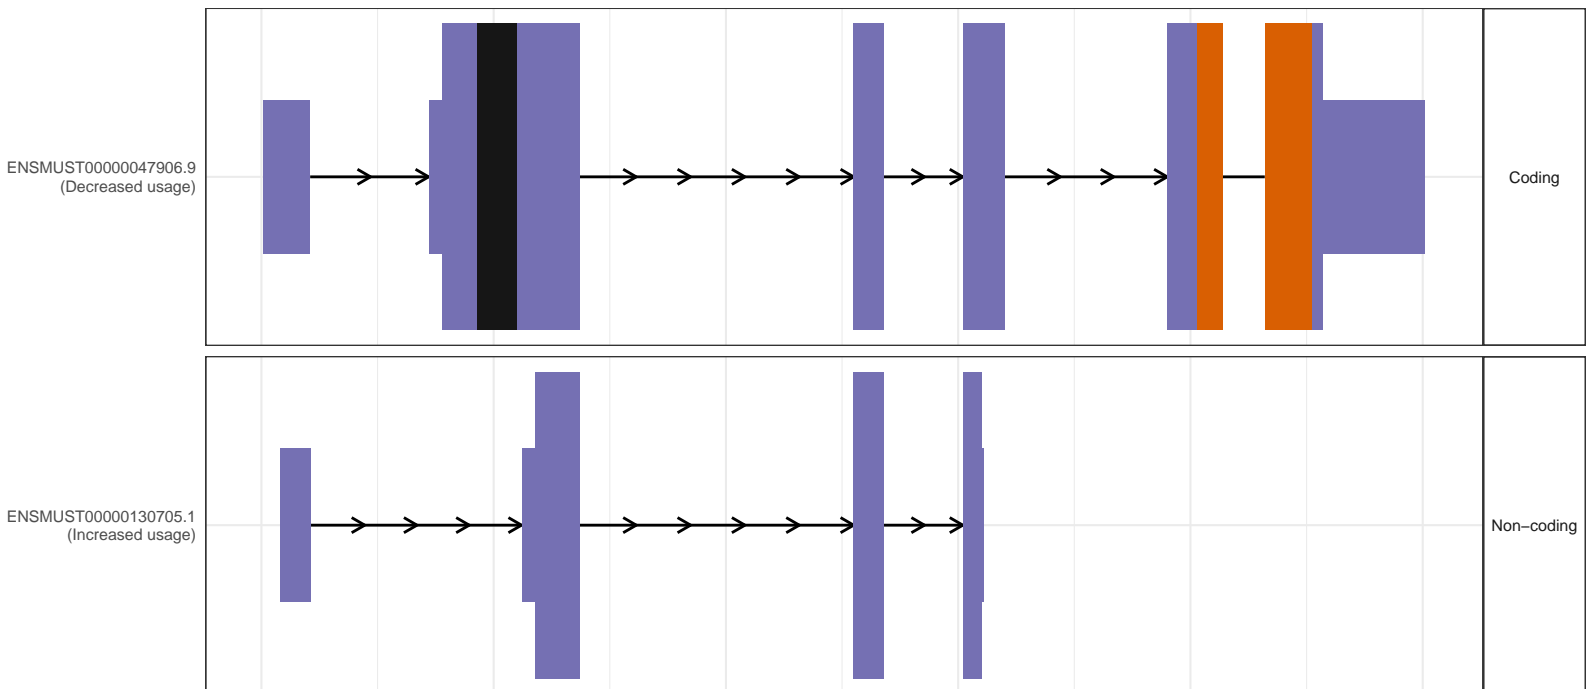 ENSMUST00000047906.9
(Decreased usage)
Coding
ENSMUST00000130705.1
(Increased usage)
Non−coding